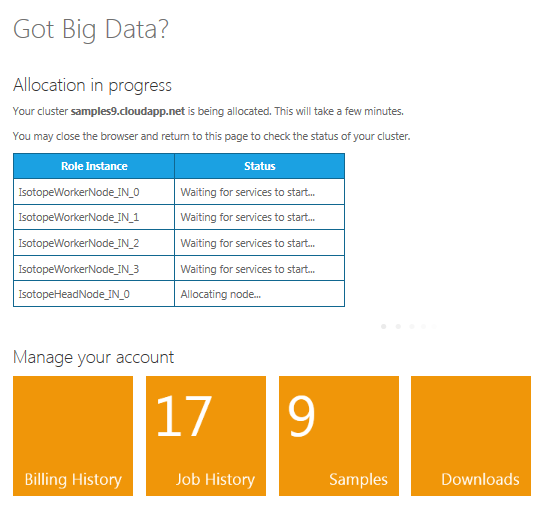 Got Big Data?
Allocation in progress
Your cluster samples9.cloudapp.net is being allocated. This will take a few minutes.
You may close the browser and return to this page to check the status of your cluster.
Role Instance Status
IsotopeWorkerNode_IN_0 Waiting for services to start...
IsotopeWorkerNode_IN_1 Waiting for services to start...
IsotopeWorkerNode_IN_2 Waiting for services to start...
IsotopeWorkerNode_IN_3 Waiting for services to start...
IsotopeHeadNode_IN_0 Allocating node...
Manage your account
17 9
Billing History Job History Samples Downloads